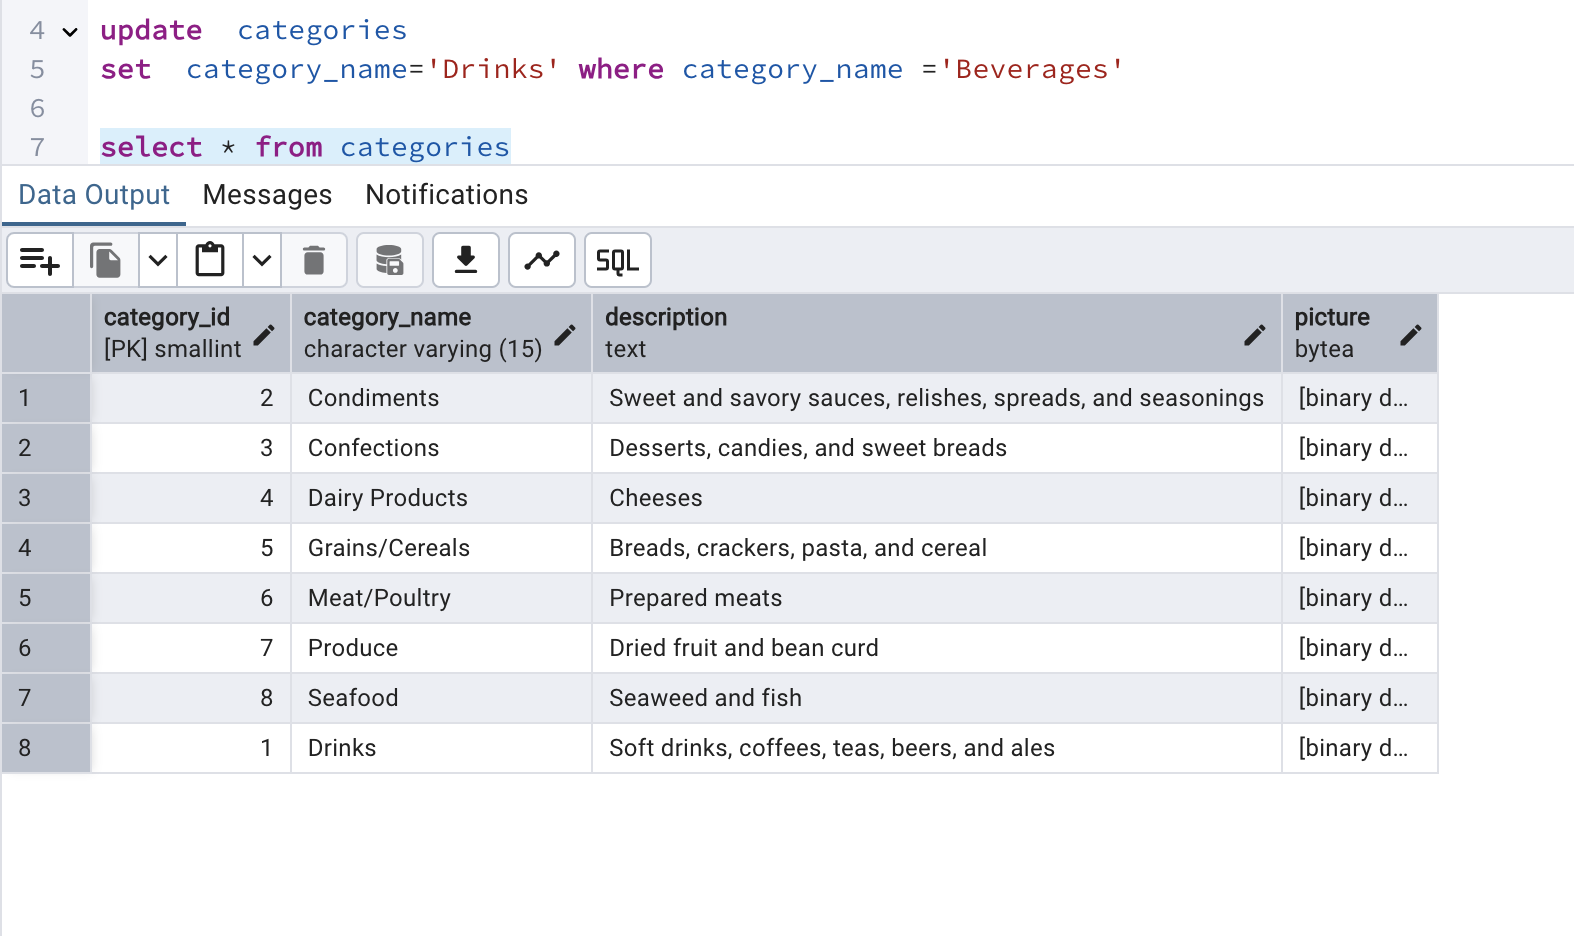 4 update  categories
5 set  category_name='Drinks' where category_name ='Beverages'
6
7 select * from categories
Data Output Messages Notifications
SQL
category_id category_name description picture
[PK] smallint character varying (15) text bytea
1 2 Condiments Sweet and savory sauces, relishes, spreads, and seasonings [binary d...
2 3 Confections Desserts, candies, and sweet breads [binary d...
3 4 Dairy Products Cheeses [binary d...
4 5 Grains/Cereals Breads, crackers, pasta, and cereal [binary d...
5 6 Meat/Poultry Prepared meats [binary d...
6 7 Produce Dried fruit and bean curd [binary d...
7 8 Seafood Seaweed and fish [binary d...
8 1 Drinks Soft drinks, coffees, teas, beers, and ales [binary d...